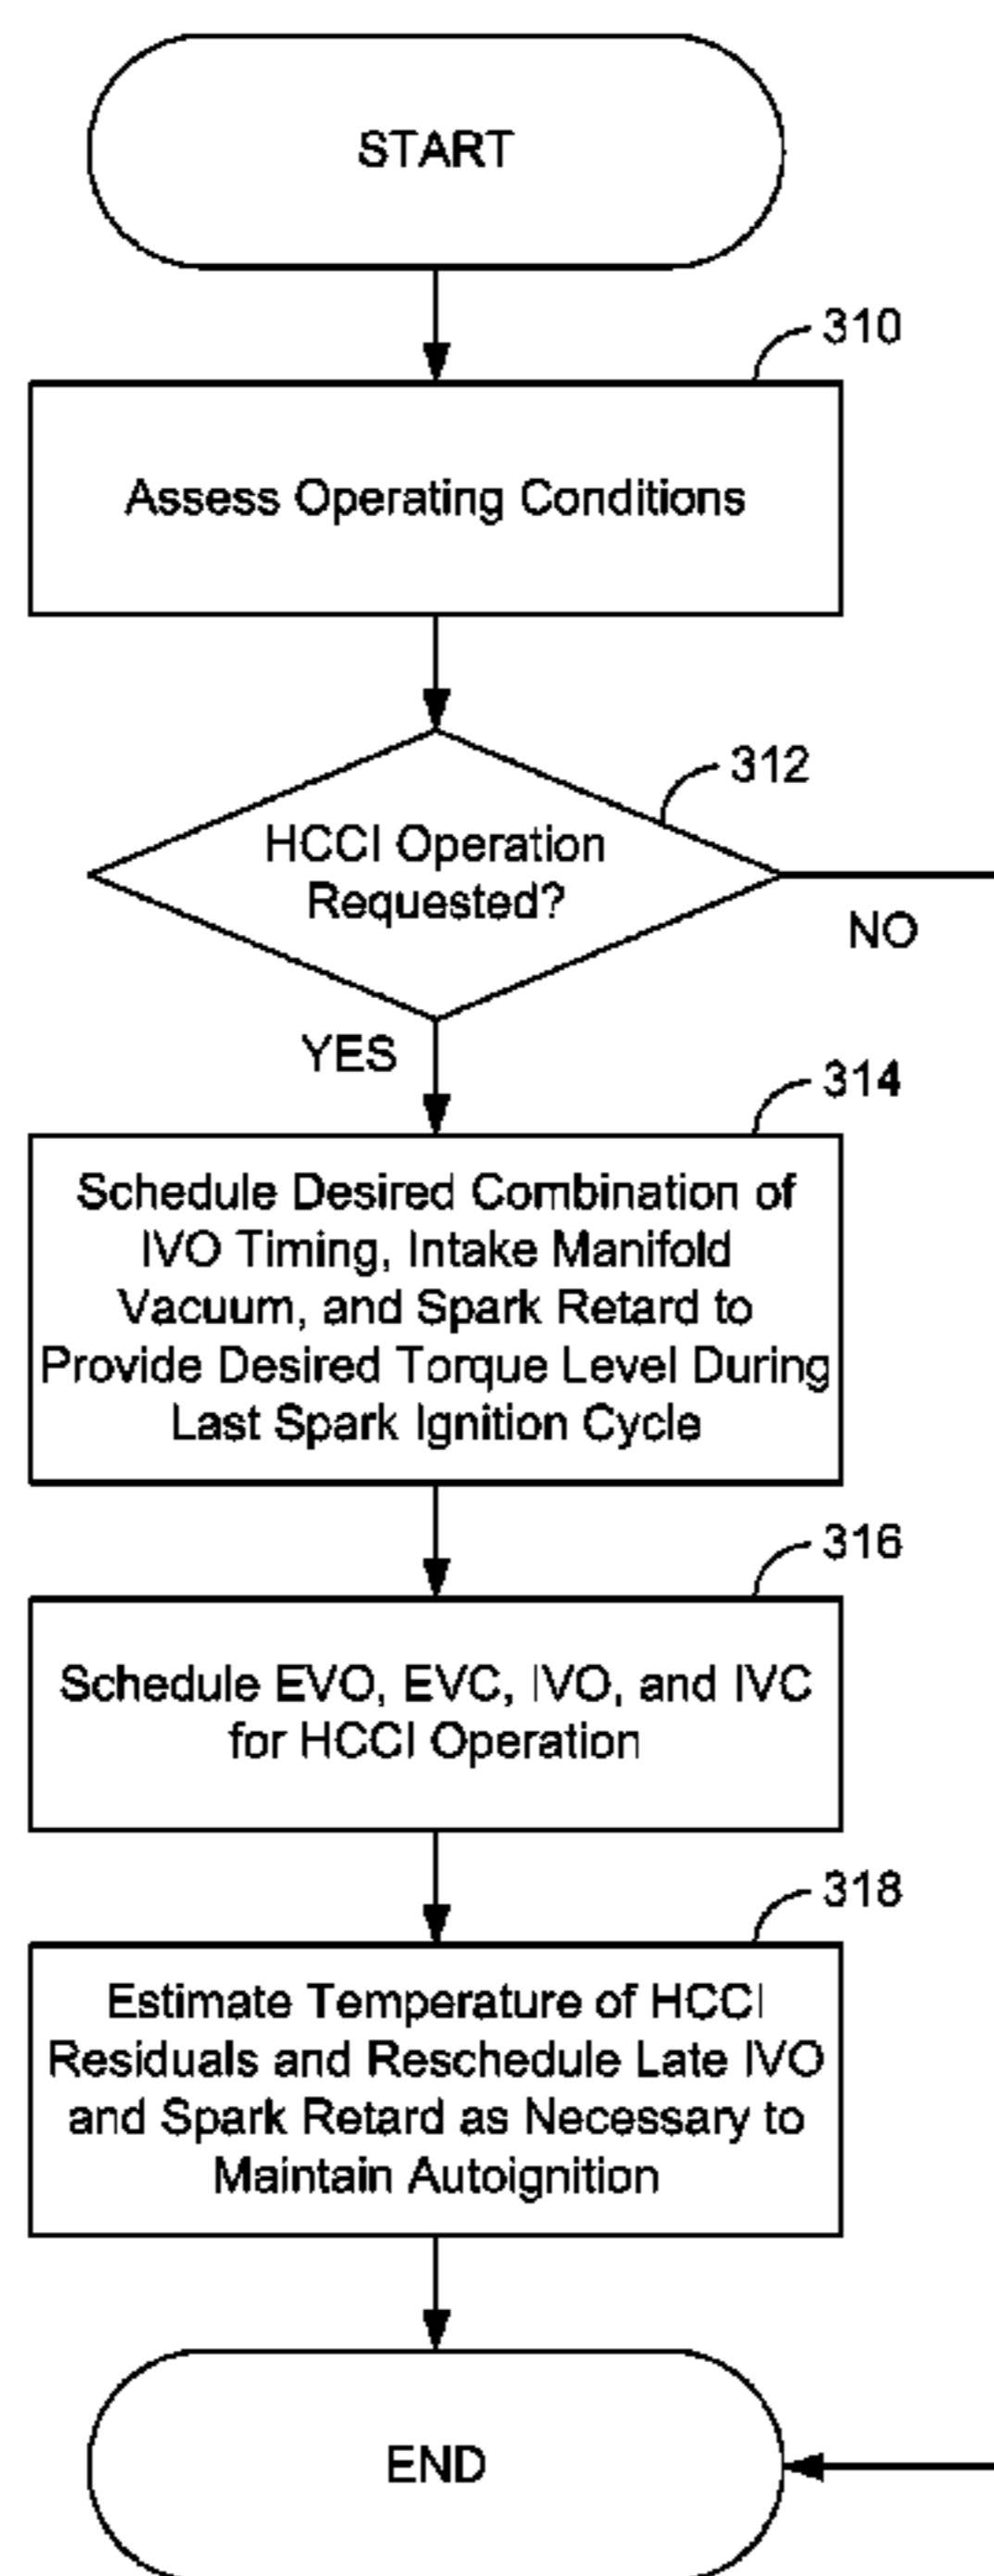 START
310
Assess Operating Conditions
312
HCCI Operation
Requested?
NO
YES
314
Schedule Desired Combination of
IVO Timing, Intake Manifold
Vacuum, and Spark Retard to
Provide Desired Torque Level During
Last Spark Ignition Cycle
316
Schedule EVO, EVC, IVO, and IVC
for HCCI Operation
318
Estimate Temperature of HCCI
Residuals and Reschedule Late IVO
and Spark Retard as Necessary to
Maintain Autoignition
END